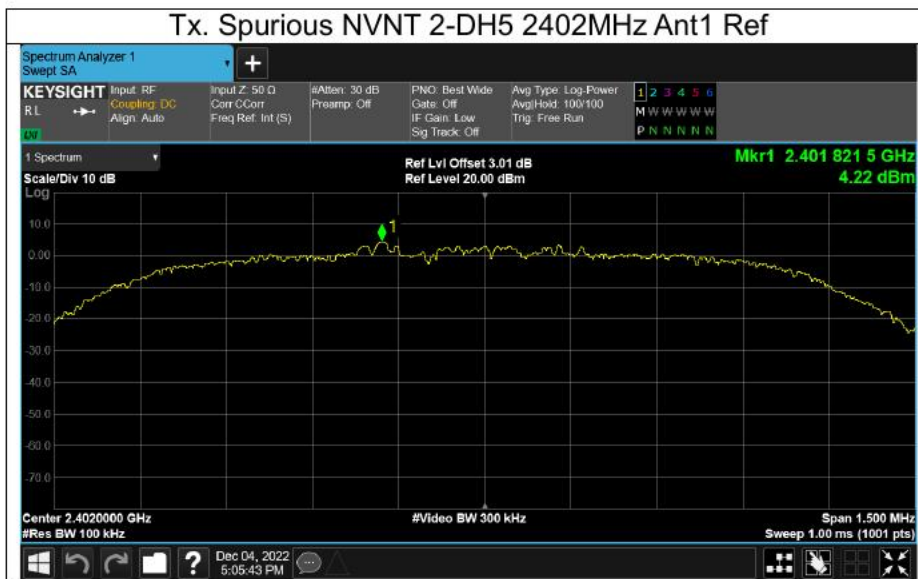 Tx. Spurious NVNT 2-DH5 2402MHz Ant1 Ref
Spectrum Analyzer 1
Swept SA
+
KEYSIGHT
RL
LXI
Input: RF
Coupling: DC
Align: Auto
Input Z: 50 Ω
Corr CCorr
Freq Ref: Int (S)
#Atten: 30 dB
Preamp: Off
PNO: Best Wide
Gate: Off
IF Gain: Low
Sig Track: Off
Avg Type: Log-Power
Avg|Hold: 100/100
Trig: Free Run
1 2 3 4 5 6
M W W W W W
P N N N N N
1 Spectrum
Scale/Div 10 dB
Log
Ref Lvl Offset 3.01 dB
Ref Level 20.00 dBm
Mkr1 2.401 821 5 GHz
4.22 dBm
1
10.0
0.00
-10.0
-20.0
-30.0
-40.0
-50.0
-60.0
-70.0
Center 2.4020000 GHz
#Res BW 100 kHz
#Video BW 300 kHz
Span 1.500 MHz
Sweep 1.00 ms (1001 pts)
?
Dec 04, 2022
5:05:43 PM